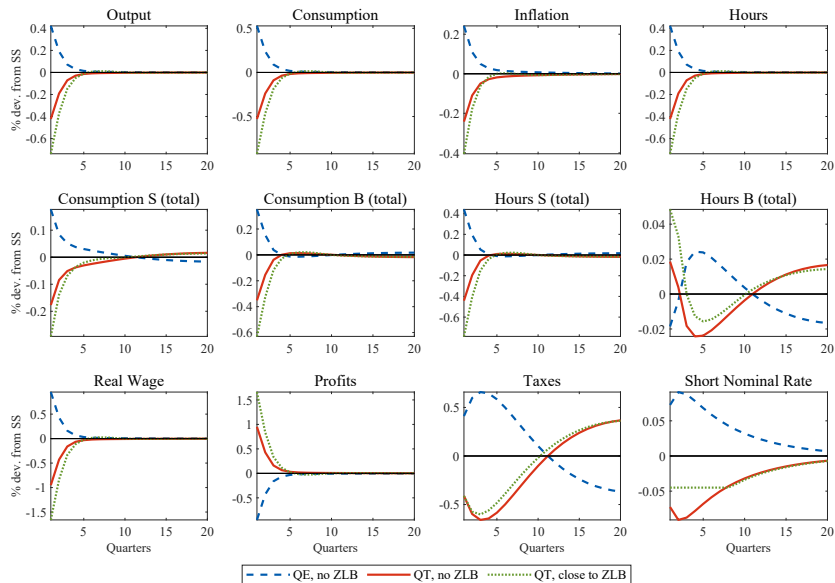 Output Consumption Inflation Hours
% dev. from SS
0.4 0.2 0 -0.2 -0.4 -0.6
0.5 0 -0.5
0.2 0 -0.2 -0.4
0.4 0.2 0 -0.2 -0.4 -0.6
5 10 15 20 5 10 15 20 5 10 15 20 5 10 15 20
Consumption S (total) Consumption B (total) Hours S (total) Hours B (total)
% dev. from SS
0.1 0 -0.1 -0.2
0.2 0 -0.2 -0.4 -0.6
0.4 0.2 0 -0.2 -0.4 -0.6
0.04 0.02 0 -0.02
5 10 15 20 5 10 15 20 5 10 15 20 5 10 15 20
Real Wage Profits Taxes Short Nominal Rate
% dev. from SS
0.5 0 -0.5 -1 -1.5
1.5 1 0.5 0 -0.5
0.5 0 -0.5
0.05 0 -0.05
5 10 15 20 5 10 15 20 5 10 15 20 5 10 15 20
Quarters Quarters Quarters Quarters
QE, no ZLB QT, no ZLB QT, close to ZLB